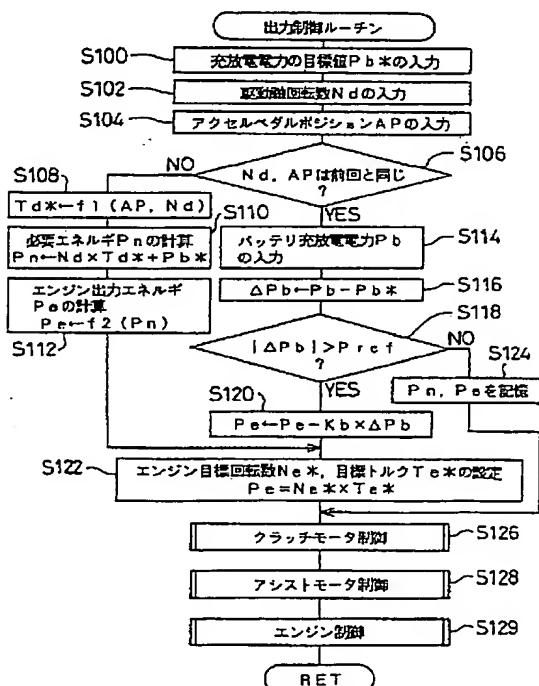 出力制御ルーチン
S100
充放電電力の目標値Pb*の入力
S102
駆動軸回転数Ndの入力
S104
アクセルペダルポジションAPの入力
S106
Nd, APは前回と同じ
?
NO
YES
S108
Td*←f1(AP, Nd)
S110
必要エネルギPnの計算
Pn←Nd×Td*+Pb*
エンジン出力エネルギ
Peの計算
Pe←f2(Pn)
S112
バッテリ充放電電力Pb
の入力
S114
S116
ΔPb←Pb-Pb*
S118
|ΔPb|>Pref
?
NO
YES
S124
Pn, Peを記憶
S120
Pe←Pe-Kb×ΔPb
S122
エンジン目標回転数Ne*, 目標トルクTe*の設定
Pe=Ne*×Te*
クラッチモータ制御
S126
アシストモータ制御
S128
エンジン制御
S129
RET